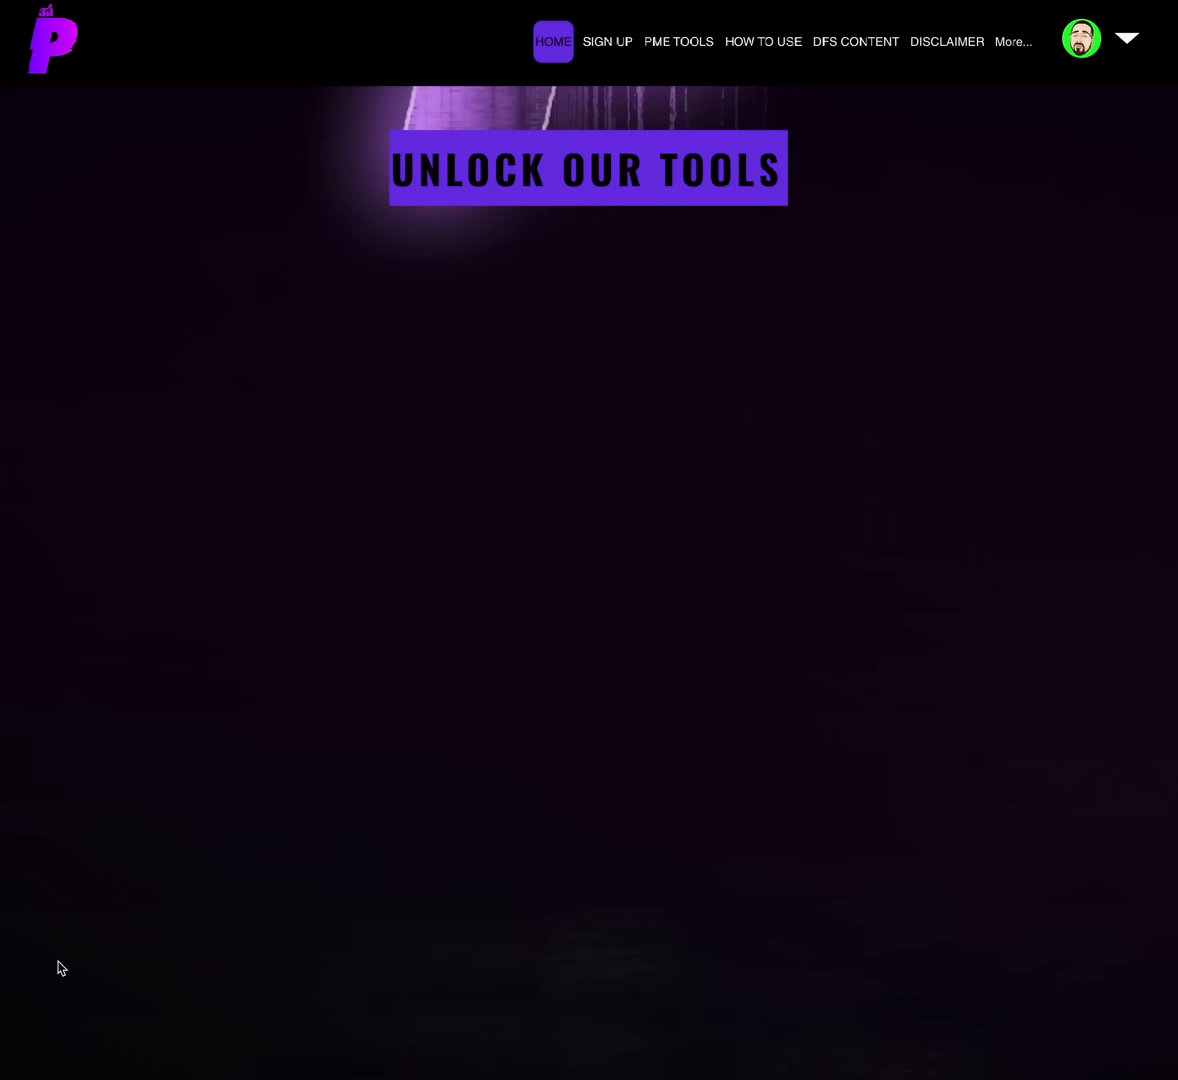 P
HOME SIGN UP PME TOOLS HOW TO USE DFS CONTENT DISCLAIMER More...
UNLOCK OUR TOOLS